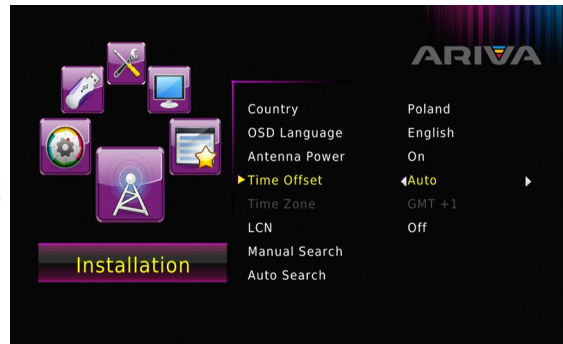 ARIVA
Country Poland
OSD Language English
Antenna Power On
Time Offset Auto
Time Zone GMT +1
LCN Off
Manual Search
Auto Search
Installation